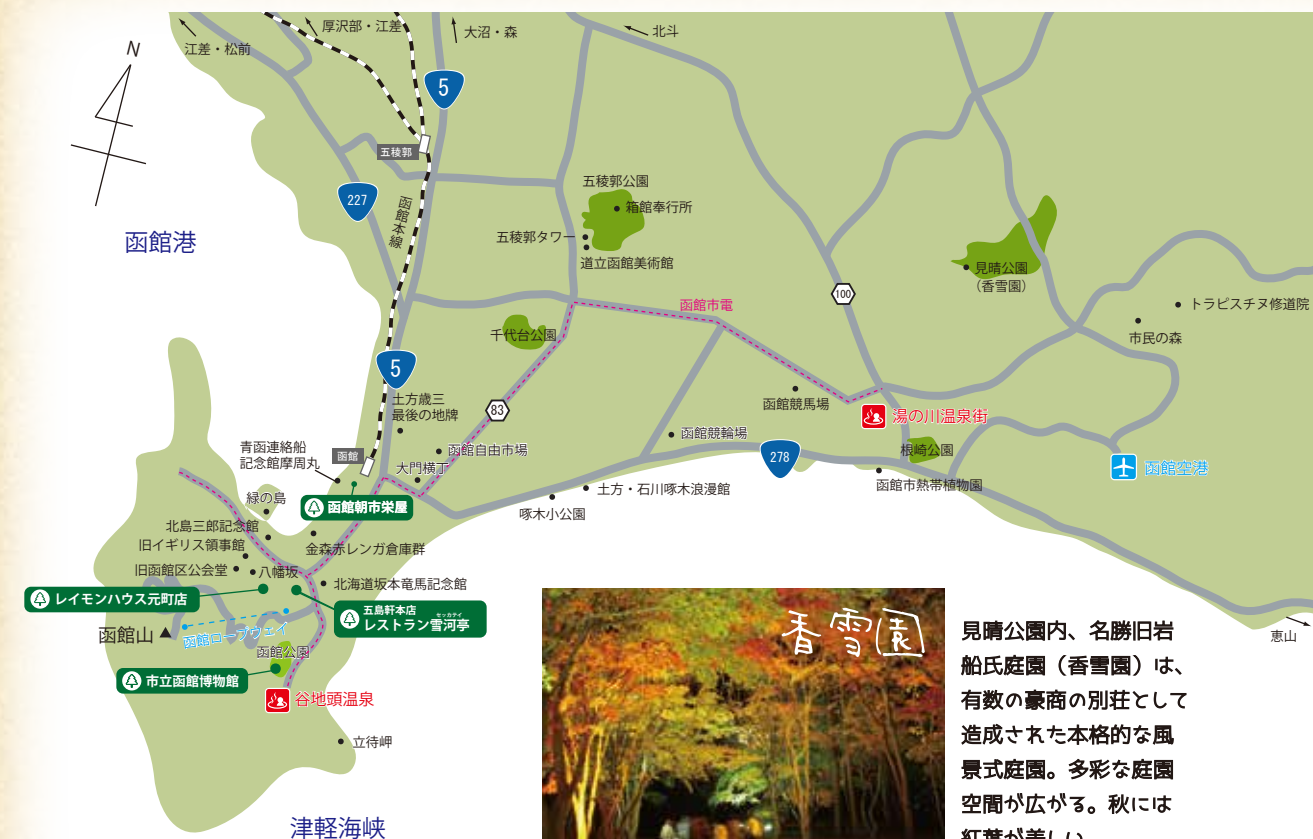 江差・松前
厚沢部・江差
大沼・森
北斗
N
5
五稜郭
227
函館本線
函館港
五稜郭公園
箱館奉行所
五稜郭タワー
道立函館美術館
見晴公園
（香雪園）
100
トラピスチヌ修道院
市民の森
函館市電
千代台公園
5
土方歳三
最後の地牌
83
函館競馬場
湯の川温泉街
函館競輪場
278
根崎公園
函館空港
函館市熱帯植物園
青函連絡船
記念館摩周丸
函館
函館自由市場
大門横丁
土方・石川啄木浪漫館
啄木小公園
緑の島
函館朝市栄屋
北島三郎記念館
旧イギリス領事館
金森赤レンガ倉庫群
旧函館区公会堂
八幡坂
北海道坂本竜馬記念館
レイモンハウス元町店
五島軒本店
セッカテイ
レストラン雪河亭
函館山
函館ロープウェイ
函館公園
市立函館博物館
谷地頭温泉
立待岬
津軽海峡
恵山
香雪園
見晴公園内、名勝旧岩
船氏庭園（香雪園）は、
有数の豪商の別荘として
造成された本格的な風
景式庭園。多彩な庭園
空間が広がる。秋には
紅葉が美しい